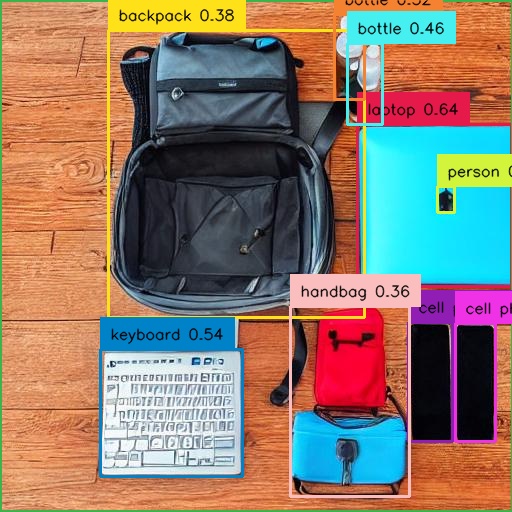 backpack 0.38
bottle 0.52
bottle 0.46
laptop 0.64
person 0
handbag 0.36
cell
cell
keyboard 0.54